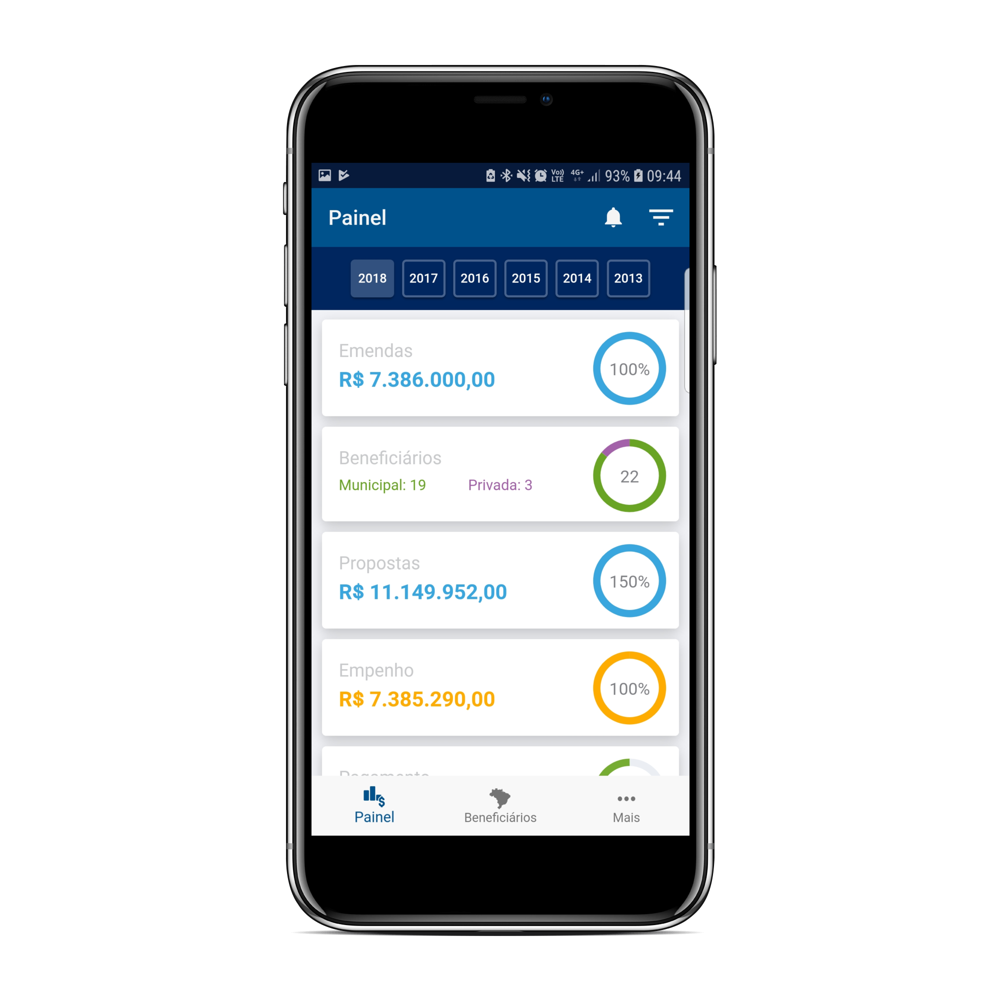 Vo)) LTE 4G+ 93% 09:44
Painel
2018 2017 2016 2015 2014 2013
Emendas
R$ 7.386.000,00
100%
Beneficiários
Municipal: 19 Privada: 3
22
Propostas
R$ 11.149.952,00
150%
Empenho
R$ 7.385.290,00
100%
Painel Beneficiários Mais